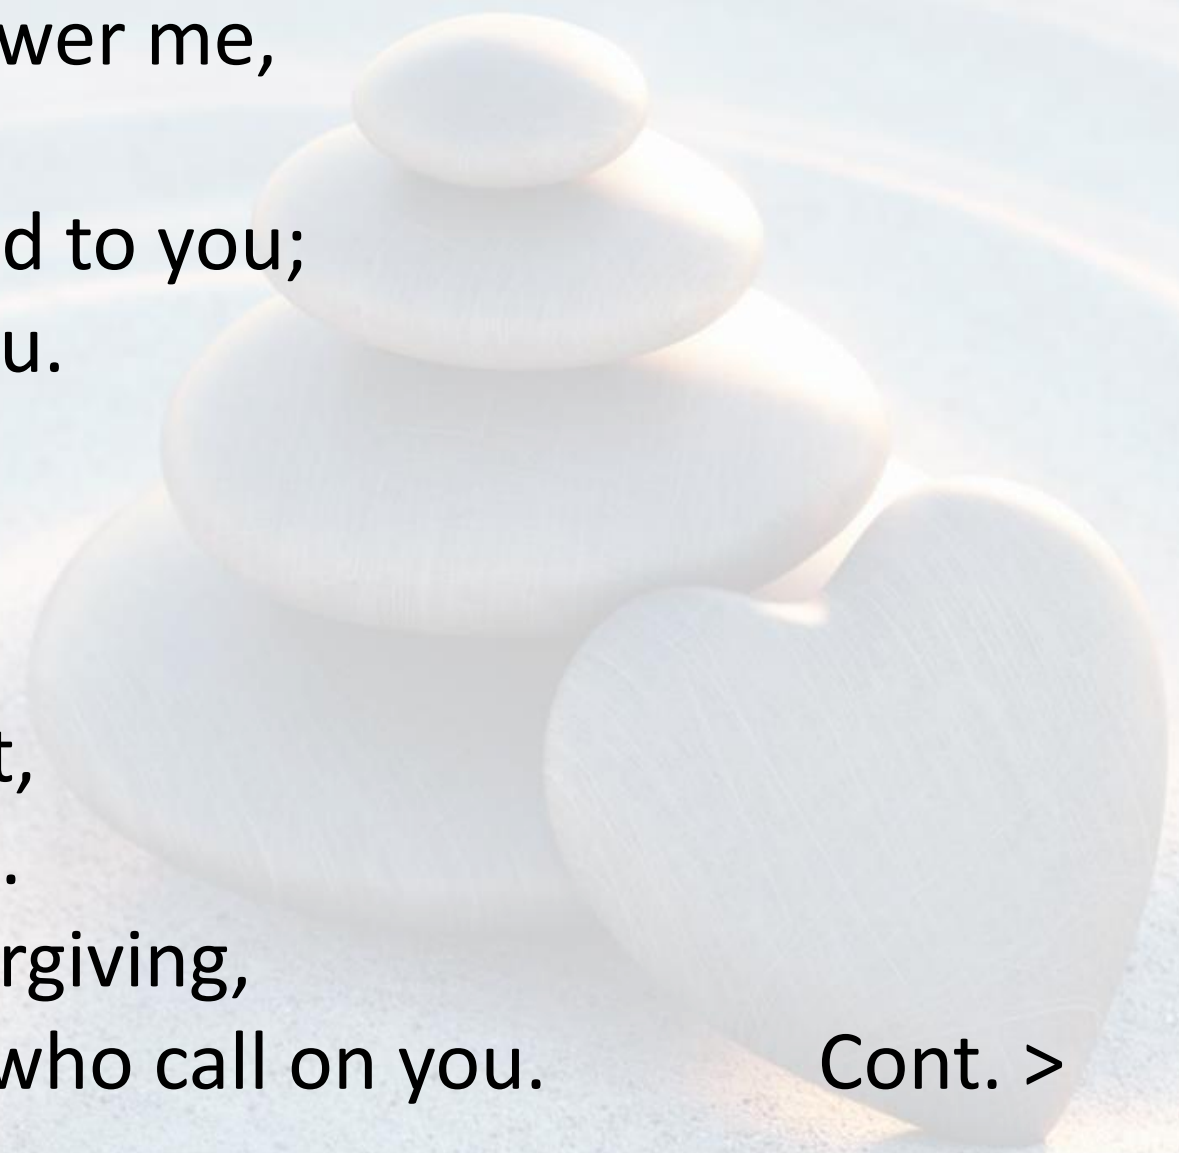 wer me,
d to you;
u.
t,
.
rgiving,
who call on you. Cont. >